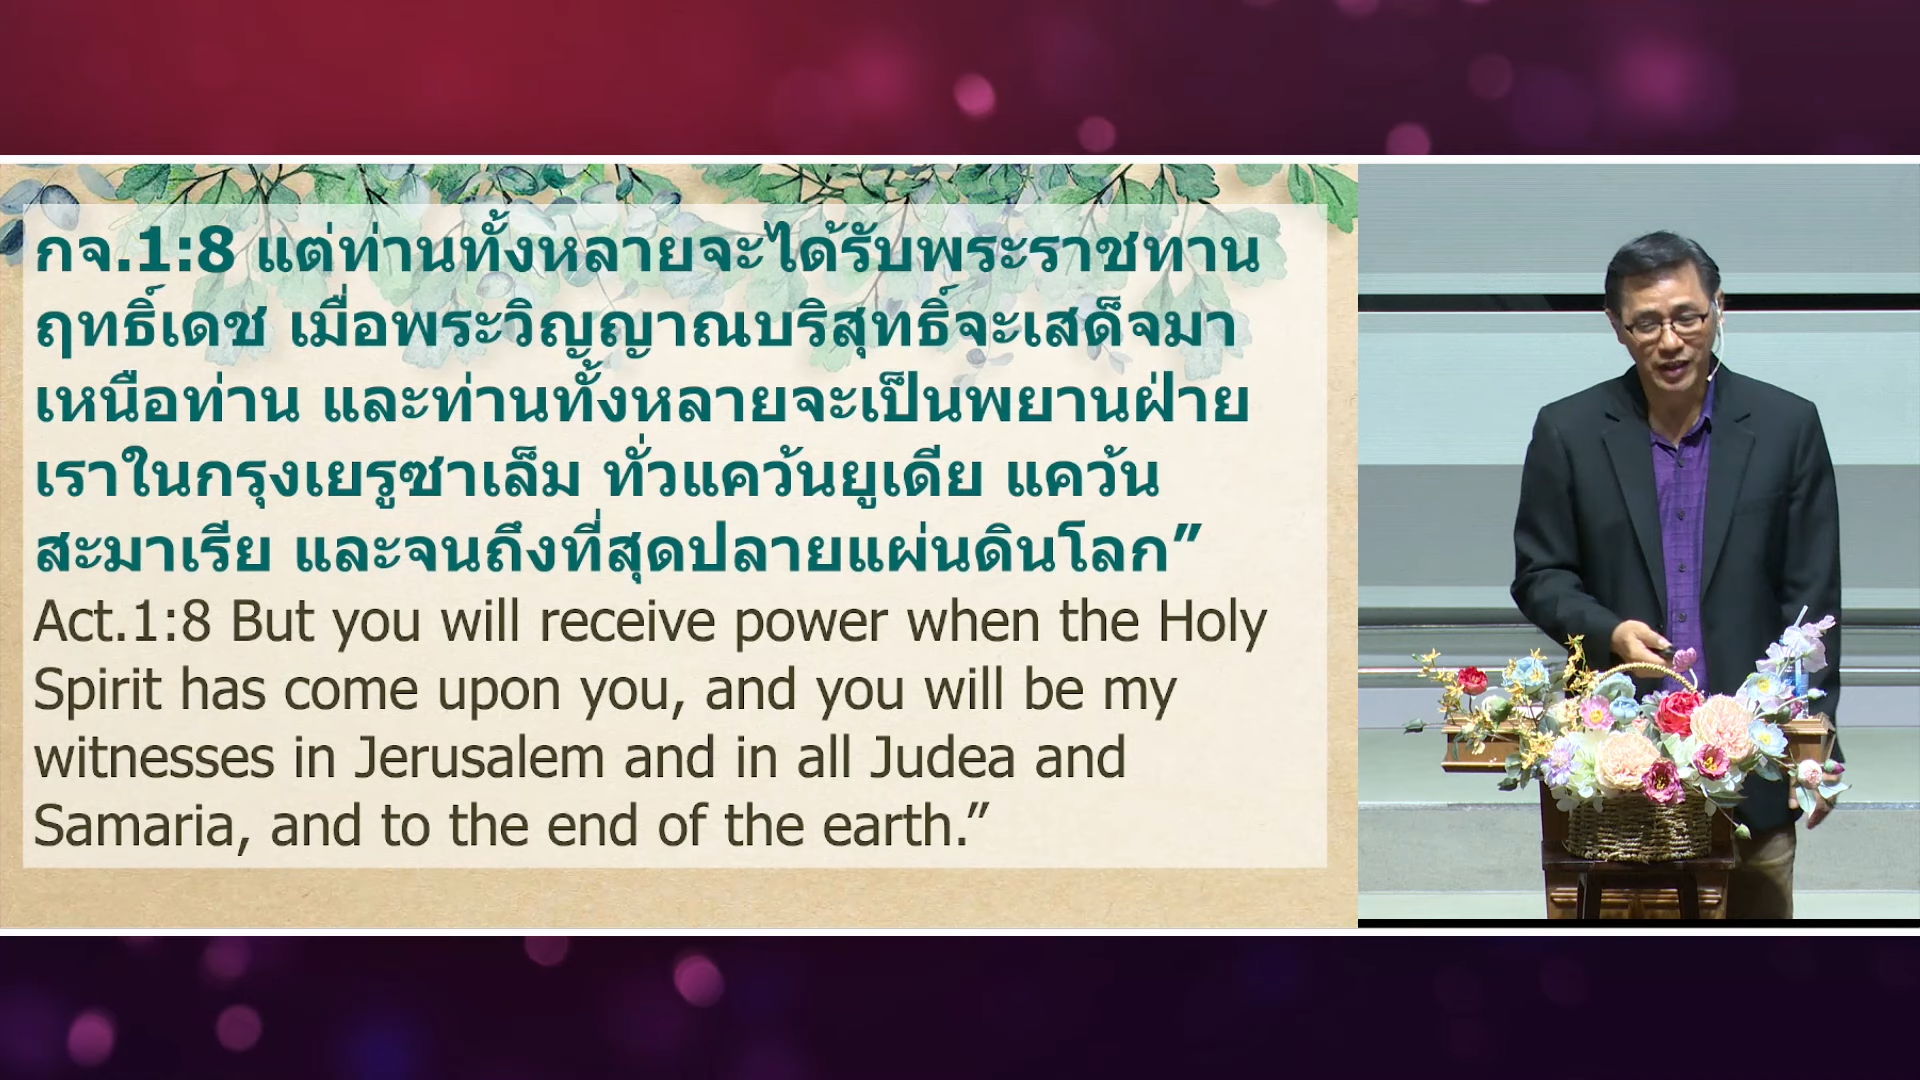 กจ.1:8 แต่ท่านทั้งหลายจะได้รับพระราชทาน
ฤทธิ์เดช เมื่อพระวิญญาณบริสุทธิ์จะเสด็จมา
เหนือท่าน และท่านทั้งหลายจะเป็นพยานฝ่าย
เราในกรุงเยรูซาเล็ม ทั่วแคว้นยูเดีย แคว้น
สะมาเรีย และจนถึงที่สุดปลายแผ่นดินโลก”
Act.1:8 But you will receive power when the Holy
Spirit has come upon you, and you will be my
witnesses in Jerusalem and in all Judea and
Samaria, and to the end of the earth.”